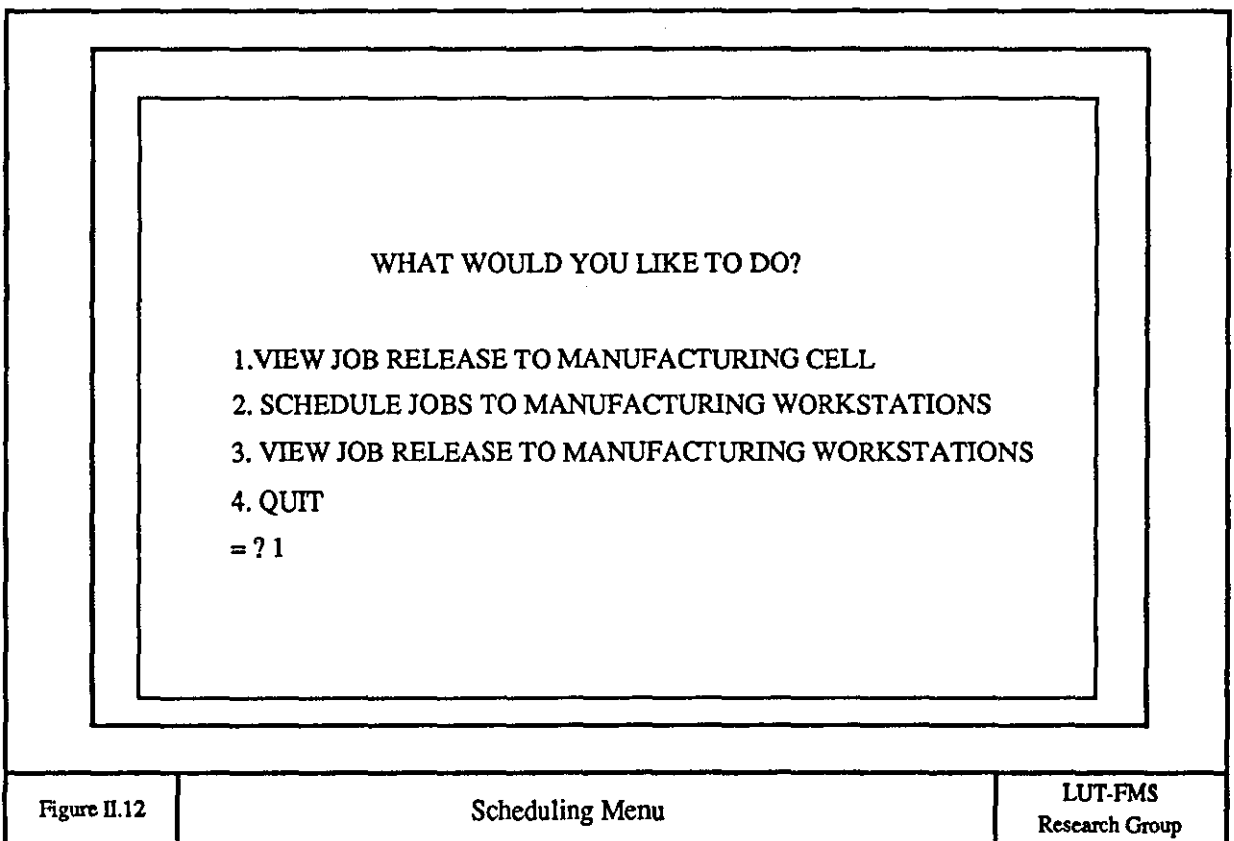 WHAT WOULD YOU LIKE TO DO?
1.VIEW JOB RELEASE TO MANUFACTURING CELL
2. SCHEDULE JOBS TO MANUFACTURING WORKSTATIONS
3. VIEW JOB RELEASE TO MANUFACTURING WORKSTATIONS
4. QUIT
= ? 1
Figure II.12
Scheduling Menu
LUT-FMS
Research Group